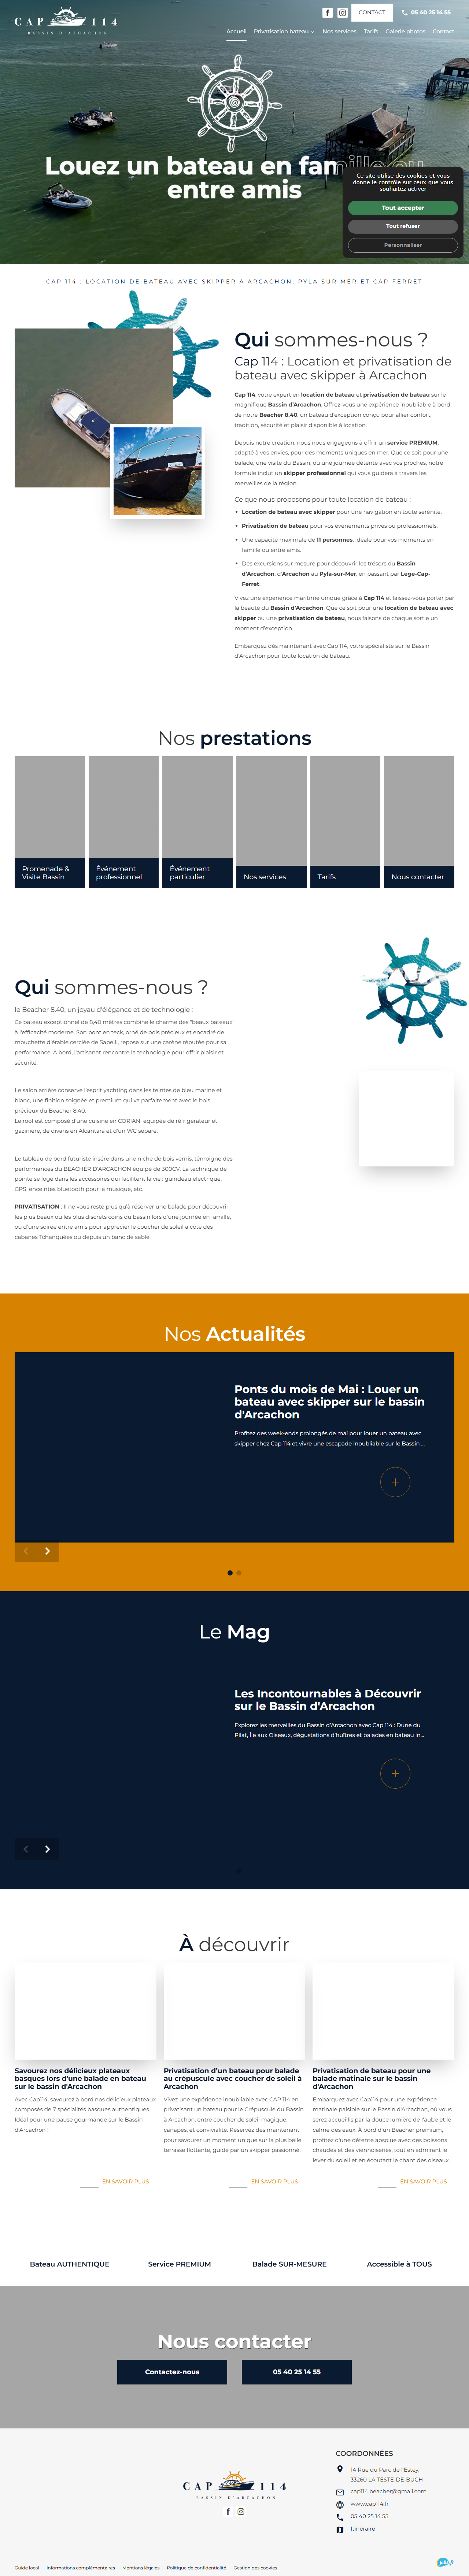 CAP 114
BASSIN D'ARCACHON
CONTACT
05 40 25 14 55
Accueil
Privatisation bateau
Nos services
Tarifs
Galerie photos
Contact
Louez un bateau en famille ou
entre amis
Ce site utilise des cookies et vous
donne le contrôle sur ceux que vous
souhaitez activer
Tout accepter
Tout refuser
Personnaliser
CAP 114 : LOCATION DE BATEAU AVEC SKIPPER À ARCACHON, PYLA SUR MER ET CAP FERRET
Qui sommes-nous ?
Cap 114 : Location et privatisation de
bateau avec skipper à Arcachon
Cap 114, votre expert en location de bateau et privatisation de bateau sur le
magnifique Bassin d'Arcachon. Offrez-vous une expérience inoubliable à bord
de notre Beacher 8.40, un bateau d'exception conçu pour allier confort,
tradition, sécurité et plaisir disponible à location.
Depuis notre création, nous nous engageons à offrir un service PREMIUM,
adapté à vos envies, pour des moments uniques en mer. Que ce soit pour une
balade, une visite du Bassin, ou une journée détente avec vos proches, notre
formule inclut un skipper professionnel qui vous guidera à travers les
merveilles de la région.
Ce que nous proposons pour toute location de bateau :
• Location de bateau avec skipper pour une navigation en toute sérénité.
• Privatisation de bateau pour vos événements privés ou professionnels.
• Une capacité maximale de 11 personnes, idéale pour vos moments en
famille ou entre amis.
• Des excursions sur mesure pour découvrir les trésors du Bassin
d'Arcachon, d'Arcachon au Pyla-sur-Mer, en passant par Lège-Cap-
Ferret.
Vivez une expérience maritime unique grâce à Cap 114 et laissez-vous porter par
la beauté du Bassin d'Arcachon. Que ce soit pour une location de bateau avec
skipper ou une privatisation de bateau, nous faisons de chaque sortie un
moment d'exception.
Embarquez dès maintenant avec Cap 114, votre spécialiste sur le Bassin
d'Arcachon pour toute location de bateau.
Nos prestations
Promenade &
Visite Bassin
Événement
professionnel
Événement
particulier
Nos services
Tarifs
Nous contacter
Qui sommes-nous ?
le Beacher 8.40, un joyau d'élégance et de technologie :
Ce bateau exceptionnel de 8,40 mètres combine le charme des "beaux bateaux"
à l'efficacité moderne. Son pont en teck, orné de bois précieux et encadré de
mouchette d'érable cerclée de Sapelli, repose sur une carène réputée pour sa
performance. À bord, l'artisanat rencontre la technologie pour offrir plaisir et
sécurité.
Le salon arrière conserve l'esprit yachting dans les teintes de bleu marine et
blanc, une finition soignée et premium qui va parfaitement avec le bois
précieux du Beacher 8.40.
Le roof est composé d'une cuisine en CORIAN équipée de réfrigérateur et
gazinière, de divans en Alcantara et d'un WC séparé.
Le tableau de bord futuriste inséré dans une niche de bois vernis, témoigne des
performances du BEACHER D'ARCACHON équipé de 300CV. La technique de
pointe se loge dans les accessoires qui facilitent la vie : guindeau électrique,
GPS, enceintes bluetooth pour la musique, etc.
PRIVATISATION : Il ne vous reste plus qu'à réserver une balade pour découvrir
les plus beaux ou les plus discrets coins du bassin lors d'une journée en famille,
ou d'une soirée entre amis pour apprécier le coucher de soleil à côté des
cabanes Tchanquées ou depuis un banc de sable.
Nos Actualités
Ponts du mois de Mai : Louer un
bateau avec skipper sur le bassin
d'Arcachon
Profitez des week-ends prolongés de mai pour louer un bateau avec
skipper chez Cap 114 et vivre une escapade inoubliable sur le Bassin ...
Le Mag
Les Incontournables à Découvrir
sur le Bassin d'Arcachon
Explorez les merveilles du Bassin d'Arcachon avec Cap 114 : Dune du
Pilat, Île aux Oiseaux, dégustations d'huîtres et balades en bateau in...
À découvrir
Savourez nos délicieux plateaux
basques lors d'une balade en bateau
sur le bassin d'Arcachon
Avec Cap114, savourez à bord nos délicieux plateaux
composés de 7 spécialités basques authentiques.
Idéal pour une pause-gourmande sur le Bassin
d'Arcachon !
EN SAVOIR PLUS
Privatisation d'un bateau pour balade
au crépuscule avec coucher de soleil à
Arcachon
Vivez une expérience inoubliable avec CAP 114 en
privatisant un bateau pour le Crépuscule du Bassin
à Arcachon, entre coucher de soleil magique,
canapés, et convivialité. Réservez dès maintenant
pour savourer un moment unique sur la plus belle
terrasse flottante, guidé par un skipper passionné.
EN SAVOIR PLUS
Privatisation de bateau pour une
balade matinale sur le bassin
d'Arcachon
Embarquez avec Cap114 pour une expérience
matinale paisible sur le Bassin d'Arcachon, où vous
serez accueillis par la douce lumière de l'aube et le
calme des eaux. À bord d'un Beacher premium,
profitez d'une détente absolue avec des boissons
chaudes et des viennoiseries, tout en admirant le
lever du soleil et en écoutant le chant des oiseaux.
EN SAVOIR PLUS
Bateau AUTHENTIQUE
Service PREMIUM
Balade SUR-MESURE
Accessible à TOUS
Nous contacter
Contactez-nous
05 40 25 14 55
CAP 114
BASSIN D'ARCACHON
COORDONNÉES
14 Rue du Parc de l'Estey,
33260 LA TESTE-DE-BUCH
cap114.beacher@gmail.com
www.cap114.fr
05 40 25 14 55
Itinéraire
Guide local
Informations complémentaires
Mentions légales
Politique de confidentialité
Gestion des cookies